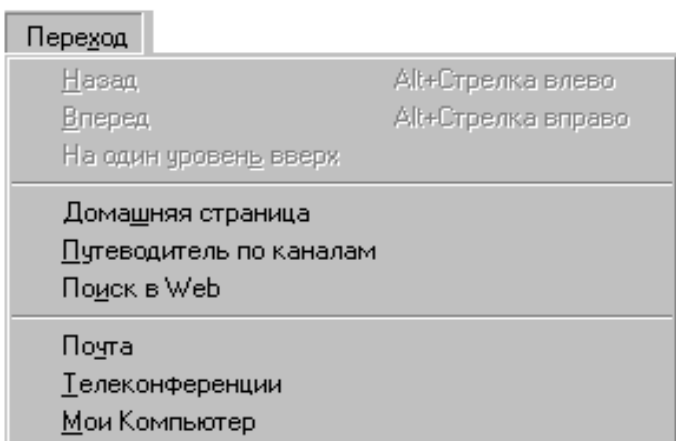 Переход
Назад Alt+Стрелка влево
Вперед Alt+Стрелка вправо
На один уровень вверх
Домашняя страница
Путеводитель по каналам
Поиск в Web
Почта
Телеконференции
Мой Компьютер